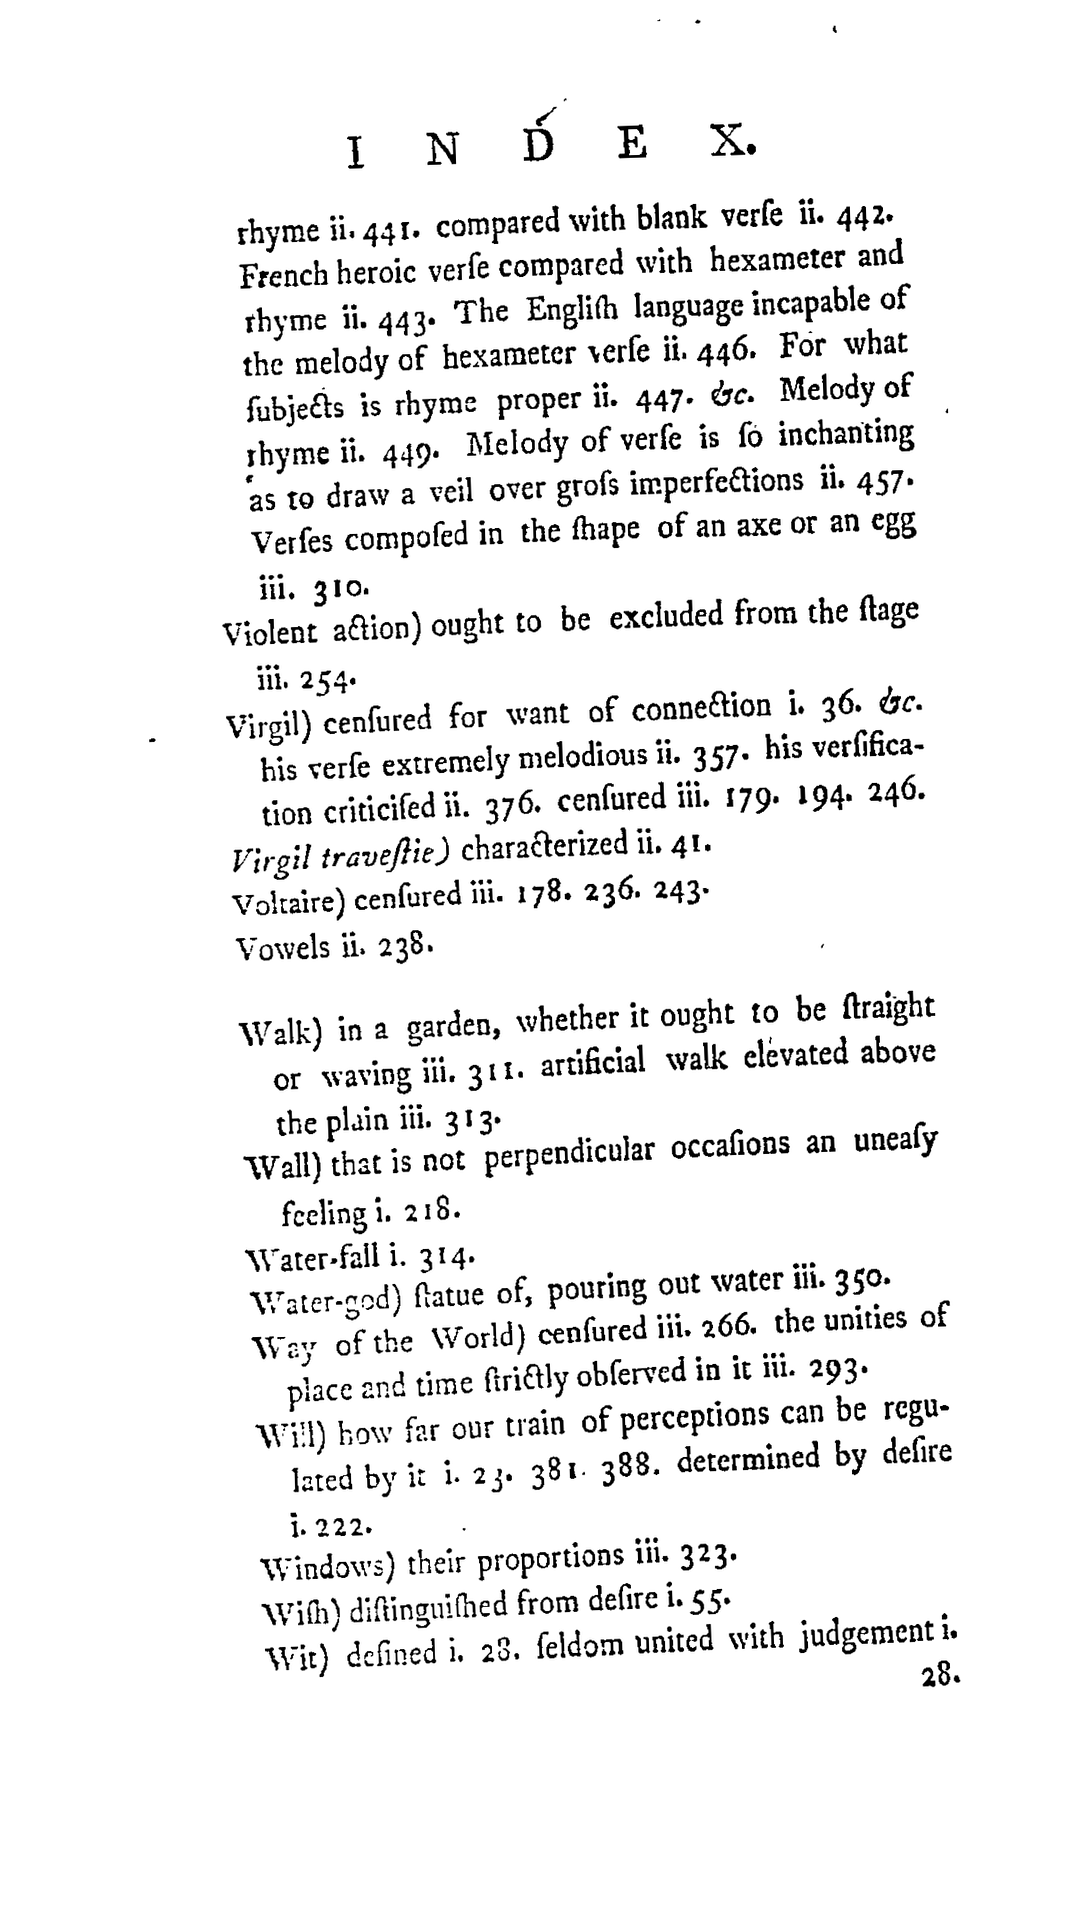 I N D E X.
rhyme ii. 441. compared with blank verſe ii. 442.
French heroic verſe compared with hexameter and
rhyme ii. 443. The Engliſh language incapable of
the melody of hexameter verſe ii. 446. For what
ſubjects is rhyme proper ii. 447. &c. Melody of
rhyme ii. 449. Melody of verſe is ſo inchanting
as to draw a veil over groſs imperfections ii. 457.
Verſes compoſed in the ſhape of an axe or an egg
iii. 310.
Violent action) ought to be excluded from the ſtage
iii. 254.
Virgil) cenſured for want of connection i. 36. &c.
his verſe extremely melodious ii. 357. his verſifica-
tion criticiſed ii. 376. cenſured iii. 179. 194. 246.
Virgil traveſtie) characterized ii. 41.
Voltaire) cenſured iii. 178. 236. 243.
Vowels ii. 238.
Walk) in a garden, whether it ought to be ſtraight
or waving iii. 311. artificial walk elevated above
the plain iii. 313.
Wall) that is not perpendicular occaſions an uneaſy
feeling i. 218.
Water-fall i. 314.
Water-god) ſtatue of, pouring out water iii. 350.
Way of the World) cenſured iii. 266. the unities of
place and time ſtrictly obſerved in it iii. 293.
Will) how far our train of perceptions can be regu-
lated by it i. 23. 381. 388. determined by deſire
i. 222.
Windows) their proportions iii. 323.
Wiſh) diſtinguiſhed from deſire i. 55.
Wit) defined i. 28. ſeldom united with judgement i.
28.